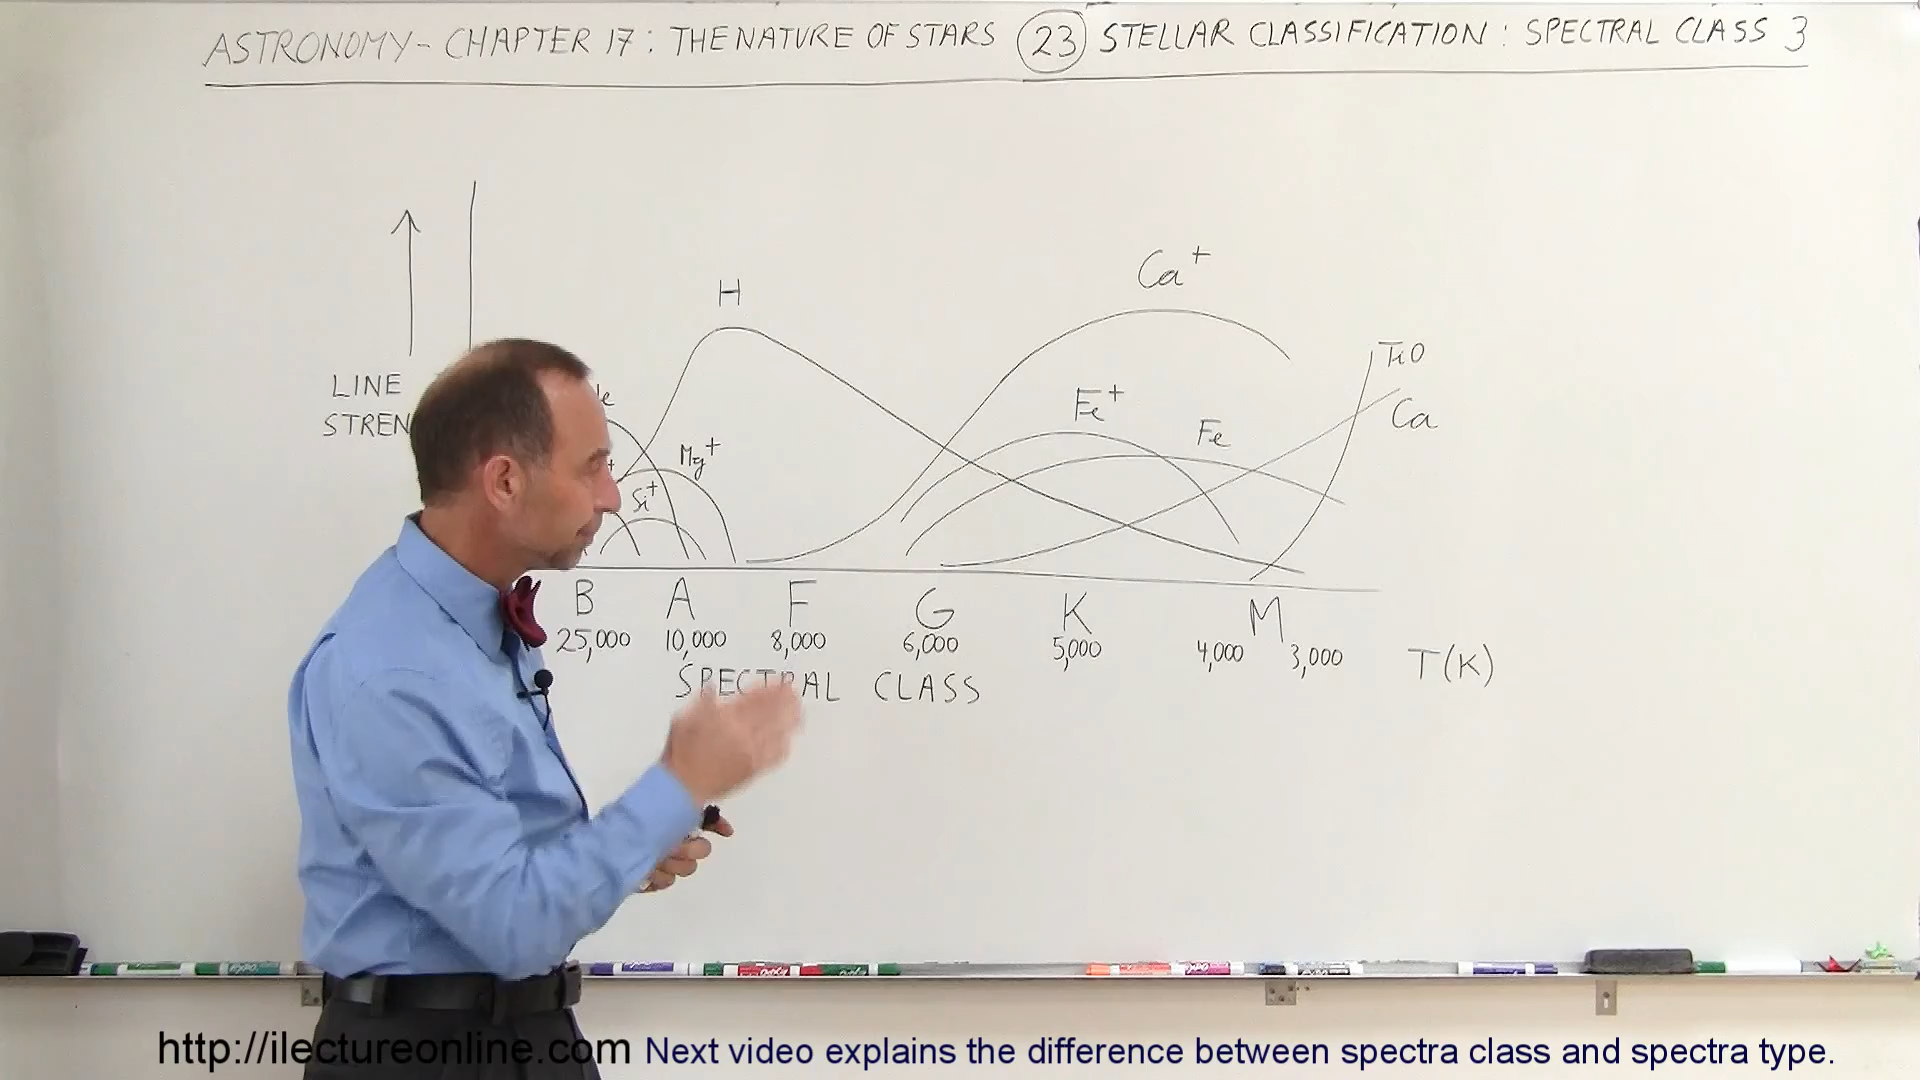 ASTRONOMY - CHAPTER 17: THE NATURE OF STARS 23 STELLAR CLASSIFICATION: SPECTRAL CLASS 3
Ca+
H
TiO
LINE
Fe+
Ca
STREN
Fe
Mg+
Si+
B A F G K M
25,000 10,000 8,000 6,000 5,000 4,000 3,000 T(K)
SPECTRAL CLASS
http://ilectureonline.com Next video explains the difference between spectra class and spectra type.